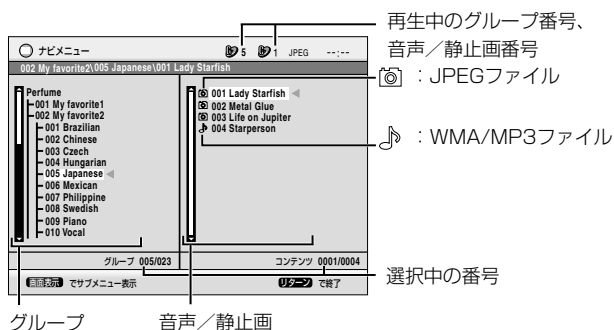 再生中のグループ番号、
音声／静止画番号
ナビメニュー 5 1 JPEG --:--
002 My favorite2\005 Japanese\001 Lady Starfish
Perfume
001 My favorite1
002 My favorite2
001 Brazilian
002 Chinese
003 Czech
004 Hungarian
005 Japanese
006 Mexican
007 Philippine
008 Swedish
009 Piano
010 Vocal
001 Lady Starfish
002 Metal Glue
003 Life on Jupiter
004 Starperson
：JPEGファイル
：WMA/MP3ファイル
グループ 005/023
コンテンツ 0001/0004
選択中の番号
画面表示 でサブメニュー表示
リターン で終了
グループ
音声／静止画